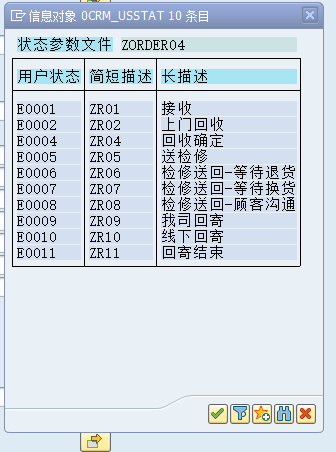 信息对象 0CRM_USSTAT 10 条目
状态参数文件 ZORDER04
用户状态 简短描述 长描述
E0001 ZR01 接收
E0002 ZR02 上门回收
E0004 ZR04 回收确定
E0005 ZR05 送检修
E0006 ZR06 检修送回-等待退货
E0007 ZR07 检修送回-等待换货
E0008 ZR08 检修送回-顾客沟通
E0009 ZR09 我司回寄
E0010 ZR10 线下回寄
E0011 ZR11 回寄结束